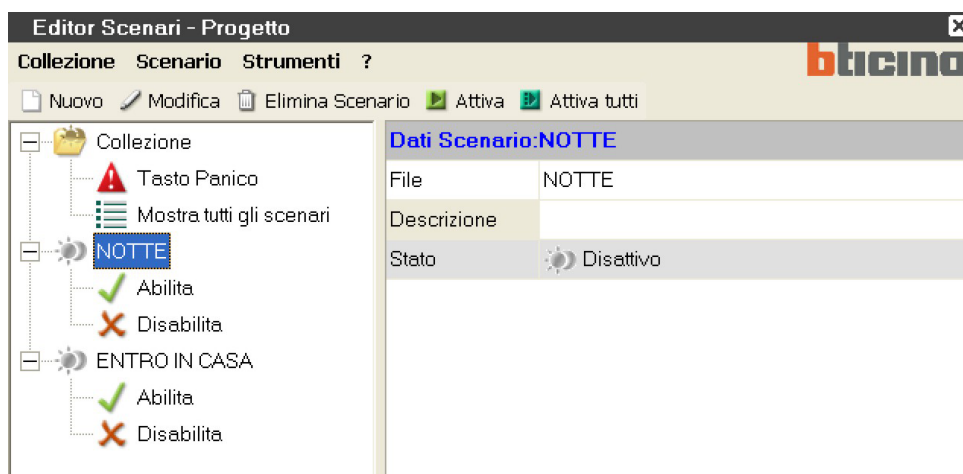 Editor Scenari - Progetto
Collezione Scenario Strumenti ?
bticino
Nuovo Modifica Elimina Scenario Attiva Attiva tutti
Collezione
Tasto Panico
Mostra tutti gli scenari
NOTTE
Abilita
Disabilita
ENTRO IN CASA
Abilita
Disabilita
Dati Scenario:NOTTE
File NOTTE
Descrizione
Stato Disattivo